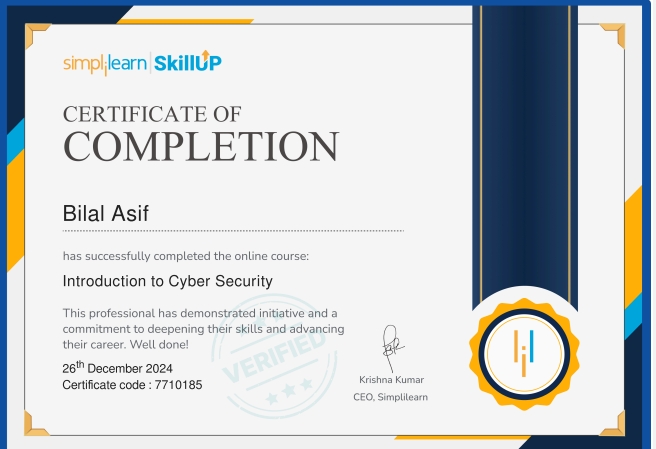 simplilearn | SkillUP
CERTIFICATE OF
COMPLETION
Bilal Asif
has successfully completed the online course:
Introduction to Cyber Security
This professional has demonstrated initiative and a
commitment to deepening their skills and advancing
their career. Well done!
VERIFIED
26th December 2024
Certificate code : 7710185
Krishna Kumar
CEO, Simplilearn